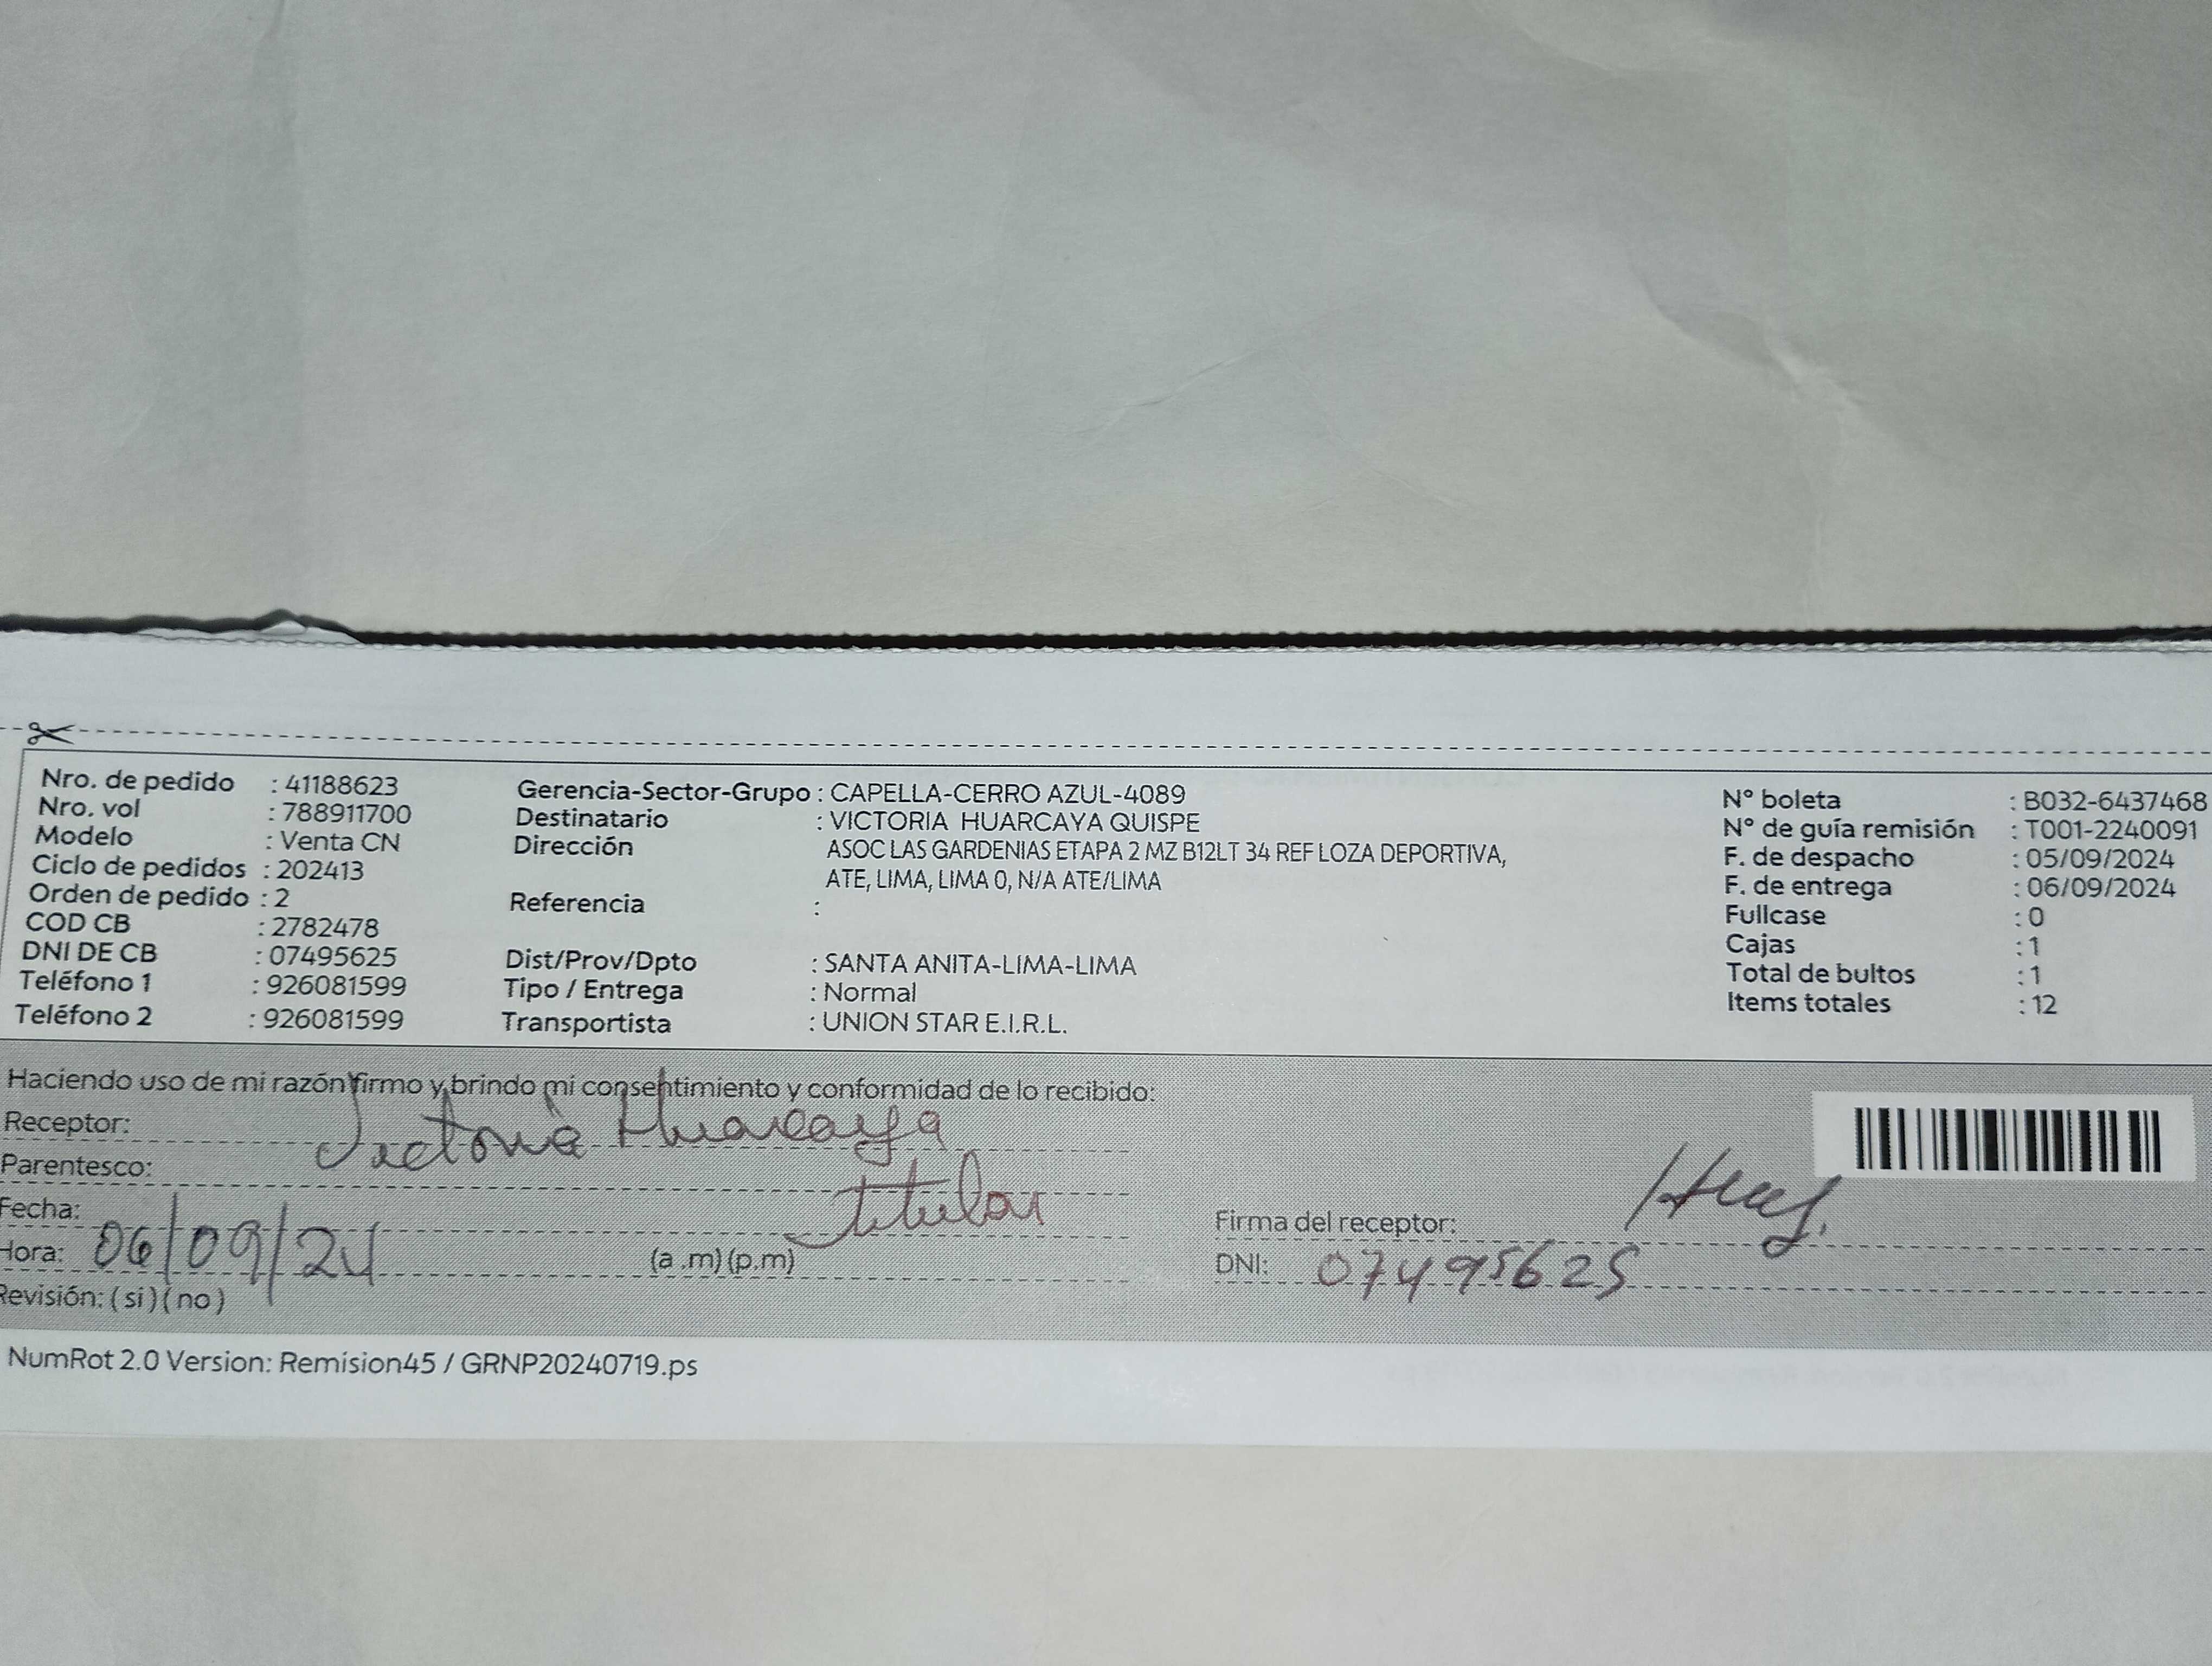 Nro. de pedido : 41188623
Nro. vol : 788911700
Modelo : Venta CN
Ciclo de pedidos : 202413
Orden de pedido : 2
COD CB : 2782478
DNI DE CB : 07495625
Teléfono 1 : 926081599
Teléfono 2 : 926081599
Gerencia-Sector-Grupo : CAPELLA-CERRO AZUL-4089
Destinatario : VICTORIA HUARCAYA QUISPE
Dirección ASOC LAS GARDENIAS ETAPA 2 MZ B12LT 34 REF LOZA DEPORTIVA,
ATE, LIMA, LIMA 0, N/A ATE/LIMA
Referencia :
Dist/Prov/Dpto : SANTA ANITA-LIMA-LIMA
Tipo / Entrega : Normal
Transportista : UNION STAR E.I.R.L.
N° boleta : B032-6437468
N° de guía remisión : T001-2240091
F. de despacho : 05/09/2024
F. de entrega : 06/09/2024
Fullcase : 0
Cajas : 1
Total de bultos : 1
Items totales : 12
Haciendo uso de mi razón firmo y brindo mi consentimiento y conformidad de lo recibido:
Receptor: Victoria Huarcaya
Parentesco: titular
Fecha: 06/09/24
Hora: (a .m) (p.m)
Revisión: ( si ) ( no )
Firma del receptor:
DNI: 07495625
NumRot 2.0 Version: Remision45 / GRNP20240719.ps